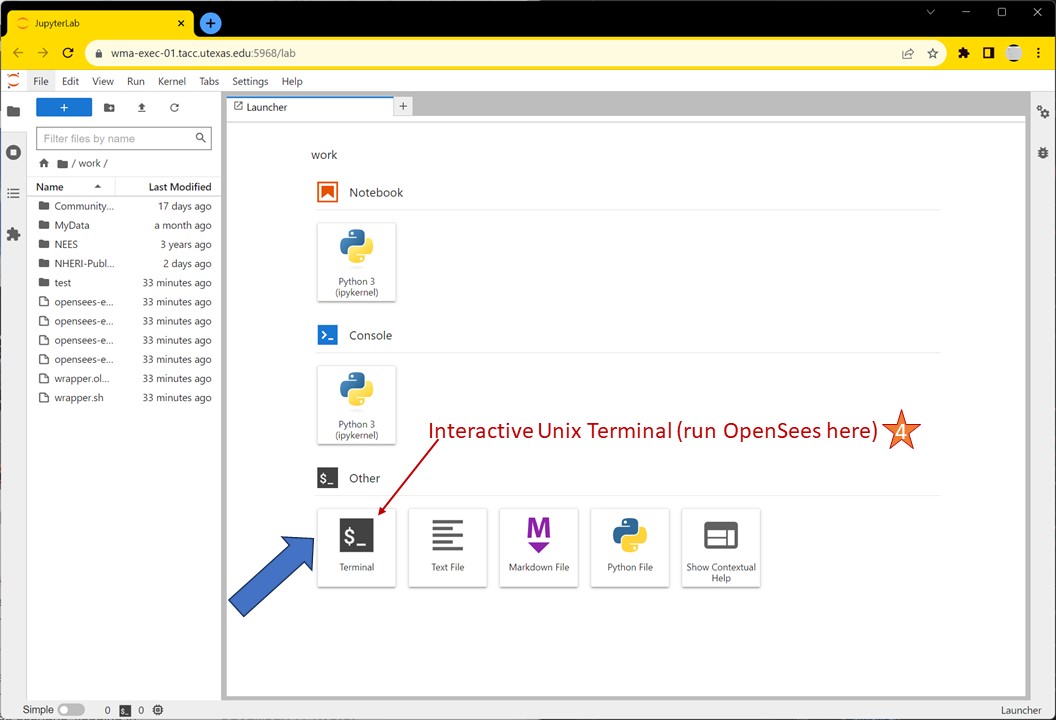 JupyterLab
wma-exec-01.tacc.utexas.edu:5968/lab
File Edit View Run Kernel Tabs Settings Help
+
Launcher
+
Filter files by name
/ work /
Name Last Modified
Community... 17 days ago
MyData a month ago
NEES 3 years ago
NHERI-Publ... 2 days ago
test 33 minutes ago
opensees-e... 33 minutes ago
opensees-e... 33 minutes ago
opensees-e... 33 minutes ago
opensees-e... 33 minutes ago
wrapper.ol... 33 minutes ago
wrapper.sh 33 minutes ago
work
Notebook
Python 3
(ipykernel)
Console
Python 3
(ipykernel)
Interactive Unix Terminal (run OpenSees here) 4
$_ Other
$_
Terminal
Text File
M
Markdown File
Python File
Show Contextual
Help
Simple 0 $_ 0 Launcher